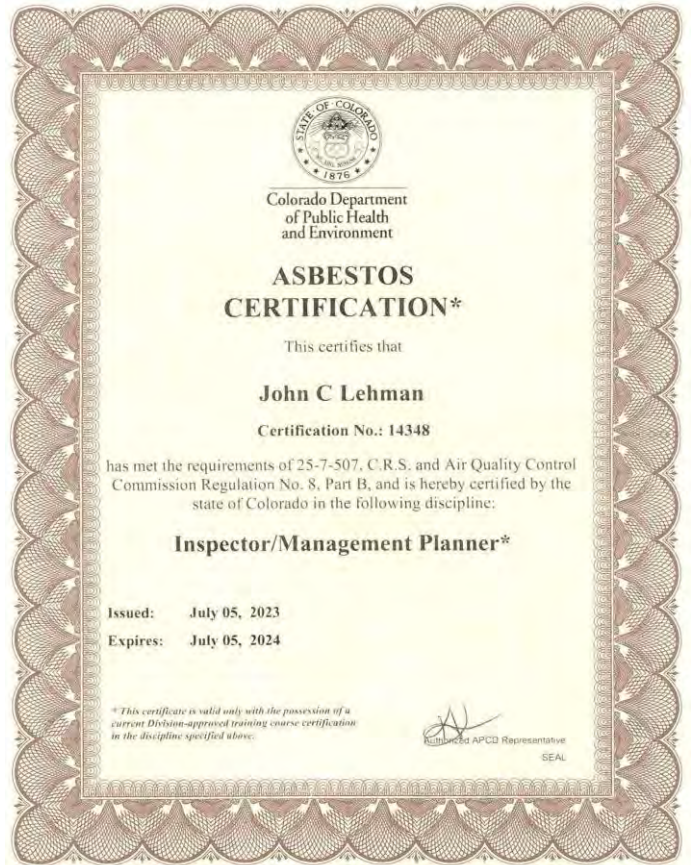 STATE OF COLORADO
1876
Colorado Department
of Public Health
and Environment
ASBESTOS
CERTIFICATION*
This certifies that
John C Lehman
Certification No.: 14348
has met the requirements of 25-7-507, C.R.S. and Air Quality Control
Commission Regulation No. 8, Part B, and is hereby certified by the
state of Colorado in the following discipline:
Inspector/Management Planner*
Issued: July 05, 2023
Expires: July 05, 2024
* This certificate is valid only with the possession of a
current Division-approved training course certification
in the discipline specified above.
Authorized APCD Representative
SEAL